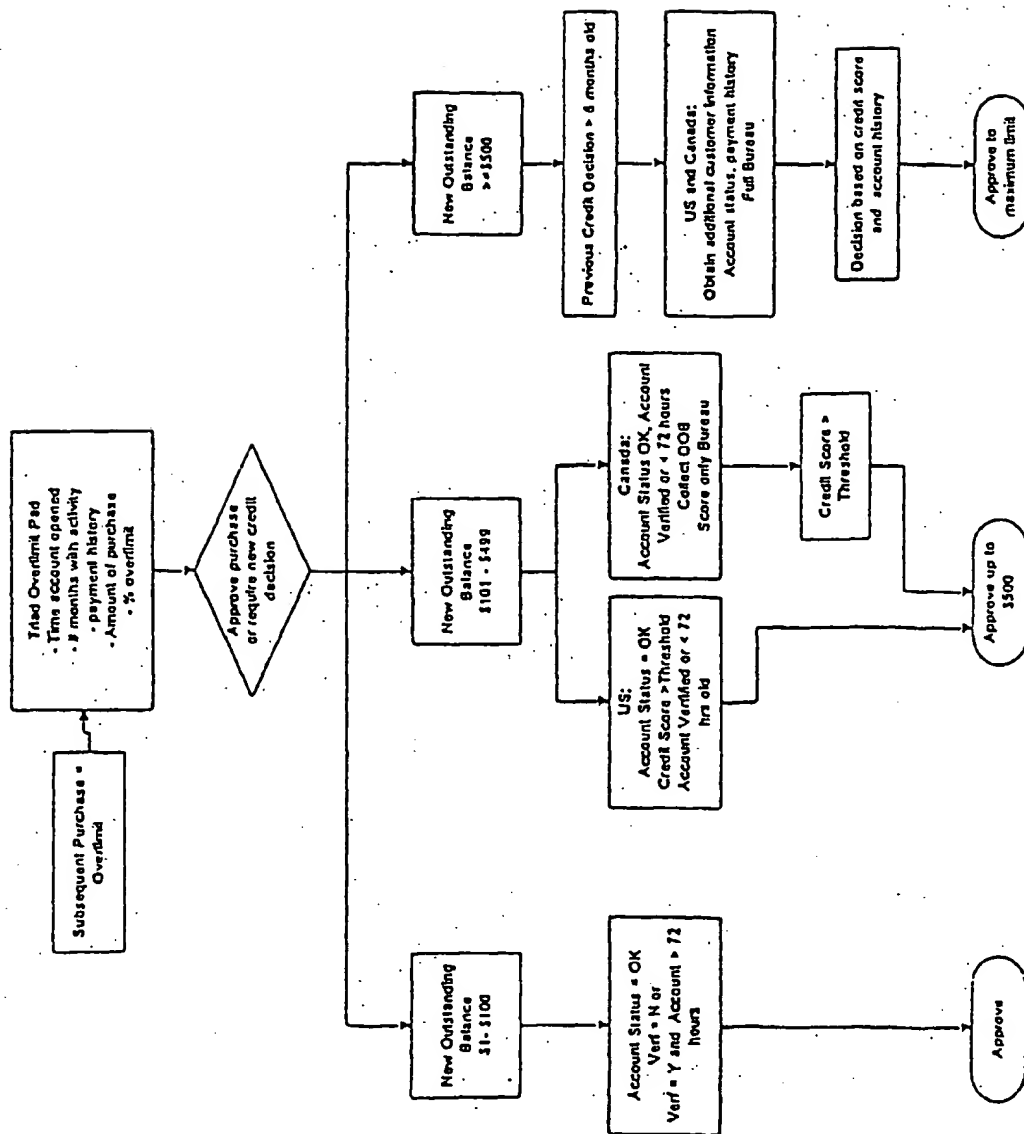 Subsequent Purchase =
Overlimit
Triad Overlimit Pad
- Time account opened
- # months with activity
- payment history
- Amount of purchase
- % overlimit
Approve purchase
or require new credit
decision
New Outstanding
Balance
$1- $100
Account Status = OK
Verf = N or
Verf = Y and Account > 72
hours
Approve
New Outstanding
Balance
$101 - $499
US:
Account Status = OK
Credit Score >Threshold
Account Verified or < 72
hrs old
Canada:
Account Status OK, Account
Verified or < 72 hours
Collect DOB
Score only Bureau
Credit Score >
Threshold
Approve up to
$500
New Outstanding
Balance
>=$500
Previous Credit Decision > 6 months old
US and Canada:
Obtain additional customer information
Account status, payment history
Full Bureau
Decision based on credit score
and account history
Approve to
maximum limit